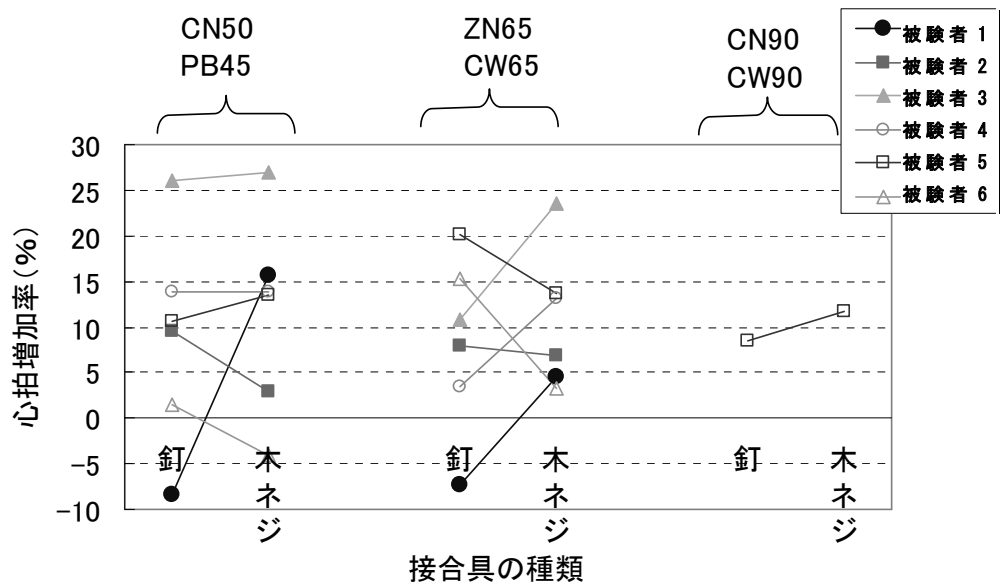 CN50
PB45
ZN65
CW65
CN90
CW90
被験者 1
被験者 2
被験者 3
被験者 4
被験者 5
被験者 6
心拍増加率(%)
30
25
20
15
10
5
0
-5
-10
釘
木ネジ
釘
木ネジ
釘
木ネジ
接合具の種類